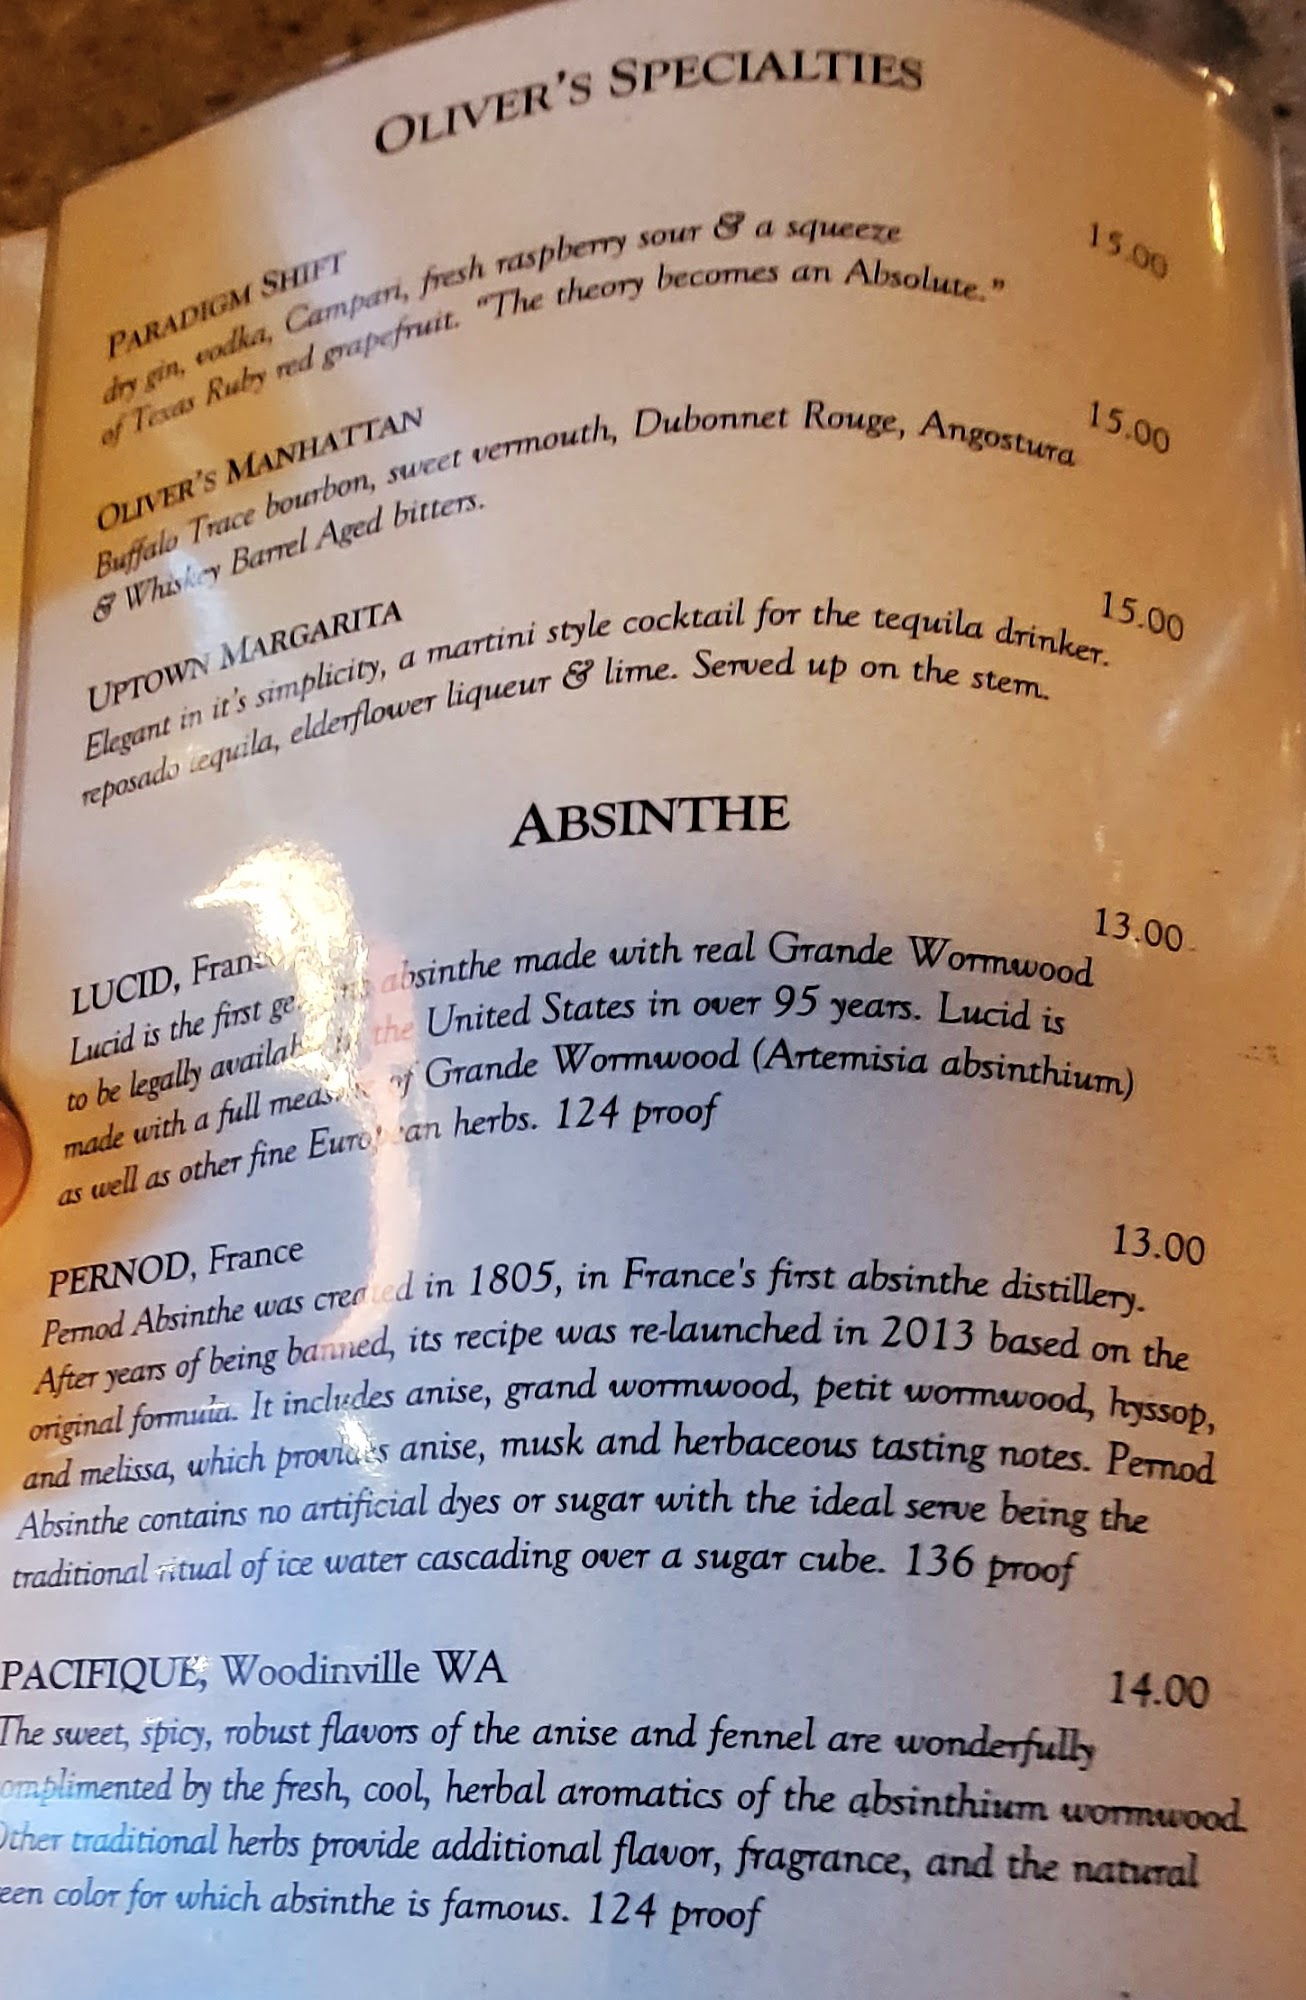 OLIVER'S SPECIALTIES
PARADIGM SHIFT 15.00
dry gin, vodka, Campari, fresh raspberry sour & a squeeze
of Texas Ruby red grapefruit. "The theory becomes an Absolute."
OLIVER'S MANHATTAN 15.00
Buffalo Trace bourbon, sweet vermouth, Dubonnet Rouge, Angostura
& Whiskey Barrel Aged bitters.
UPTOWN MARGARITA 15.00
Elegant in it's simplicity, a martini style cocktail for the tequila drinker.
reposado tequila, elderflower liqueur & lime. Served up on the stem.
ABSINTHE
LUCID, France 13.00
Lucid is the first absinthe made with real Grande Wormwood
to be legally available the United States in over 95 years. Lucid is
made with a full measure of Grande Wormwood (Artemisia absinthium)
as well as other fine European herbs. 124 proof
PERNOD, France 13.00
Pernod Absinthe was created in 1805, in France's first absinthe distillery.
After years of being banned, its recipe was re-launched in 2013 based on the
original formula. It includes anise, grand wormwood, petit wormwood, hyssop,
and melissa, which provides anise, musk and herbaceous tasting notes. Pernod
Absinthe contains no artificial dyes or sugar with the ideal serve being the
traditional ritual of ice water cascading over a sugar cube. 136 proof
PACIFIQUE, Woodinville WA 14.00
The sweet, spicy, robust flavors of the anise and fennel are wonderfully
omplimented by the fresh, cool, herbal aromatics of the absinthium wormwood.
Other traditional herbs provide additional flavor, fragrance, and the natural
een color for which absinthe is famous. 124 proof